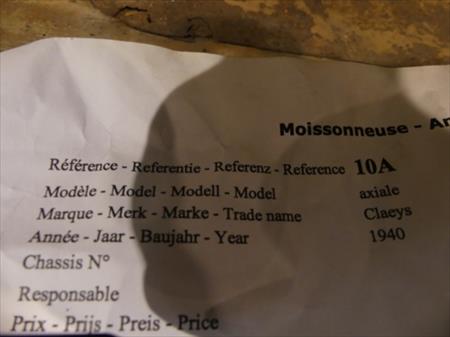 Moissonneuse -
Référence - Referentie - Referenz - Reference 10A
Modèle - Model - Modell - Model axiale
Marque - Merk - Marke - Trade name Claeys
Année - Jaar - Baujahr - Year 1940
Chassis N°
Responsable
Prix - Prijs - Preis - Price